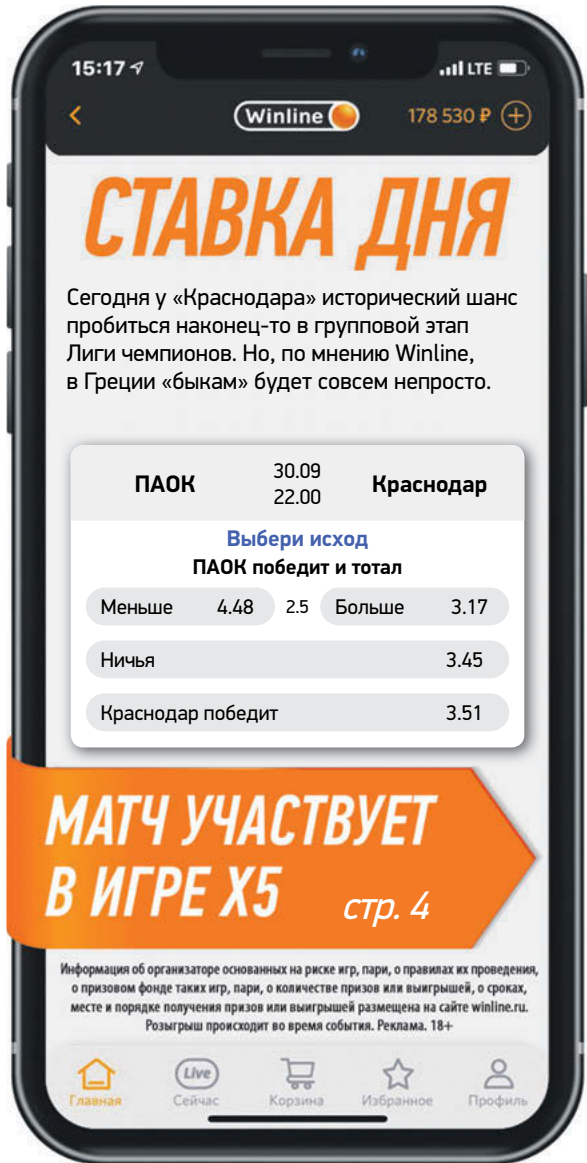 15:17 LTE
Winline 178 530 ₽
СТАВКА ДНЯ
Сегодня у «Краснодара» исторический шанс
пробиться наконец-то в групповой этап
Лиги чемпионов. Но, по мнению Winline,
в Греции «быкам» будет совсем непросто.
ПАОК 30.09 Краснодар
22.00
Выбери исход
ПАОК победит и тотал
Меньше 4.48 2.5 Больше 3.17
Ничья 3.45
Краснодар победит 3.51
МАТЧ УЧАСТВУЕТ
В ИГРЕ X5 стр. 4
Информация об организаторе основанных на риске игр, пари, о правилах их проведения,
о призовом фонде таких игр, пари, о количестве призов или выигрышей, о сроках,
месте и порядке получения призов или выигрышей размещена на сайте winline.ru.
Розыгрыш происходит во время события. Реклама. 18+
Live
Главная Сейчас Корзина Избранное Профиль